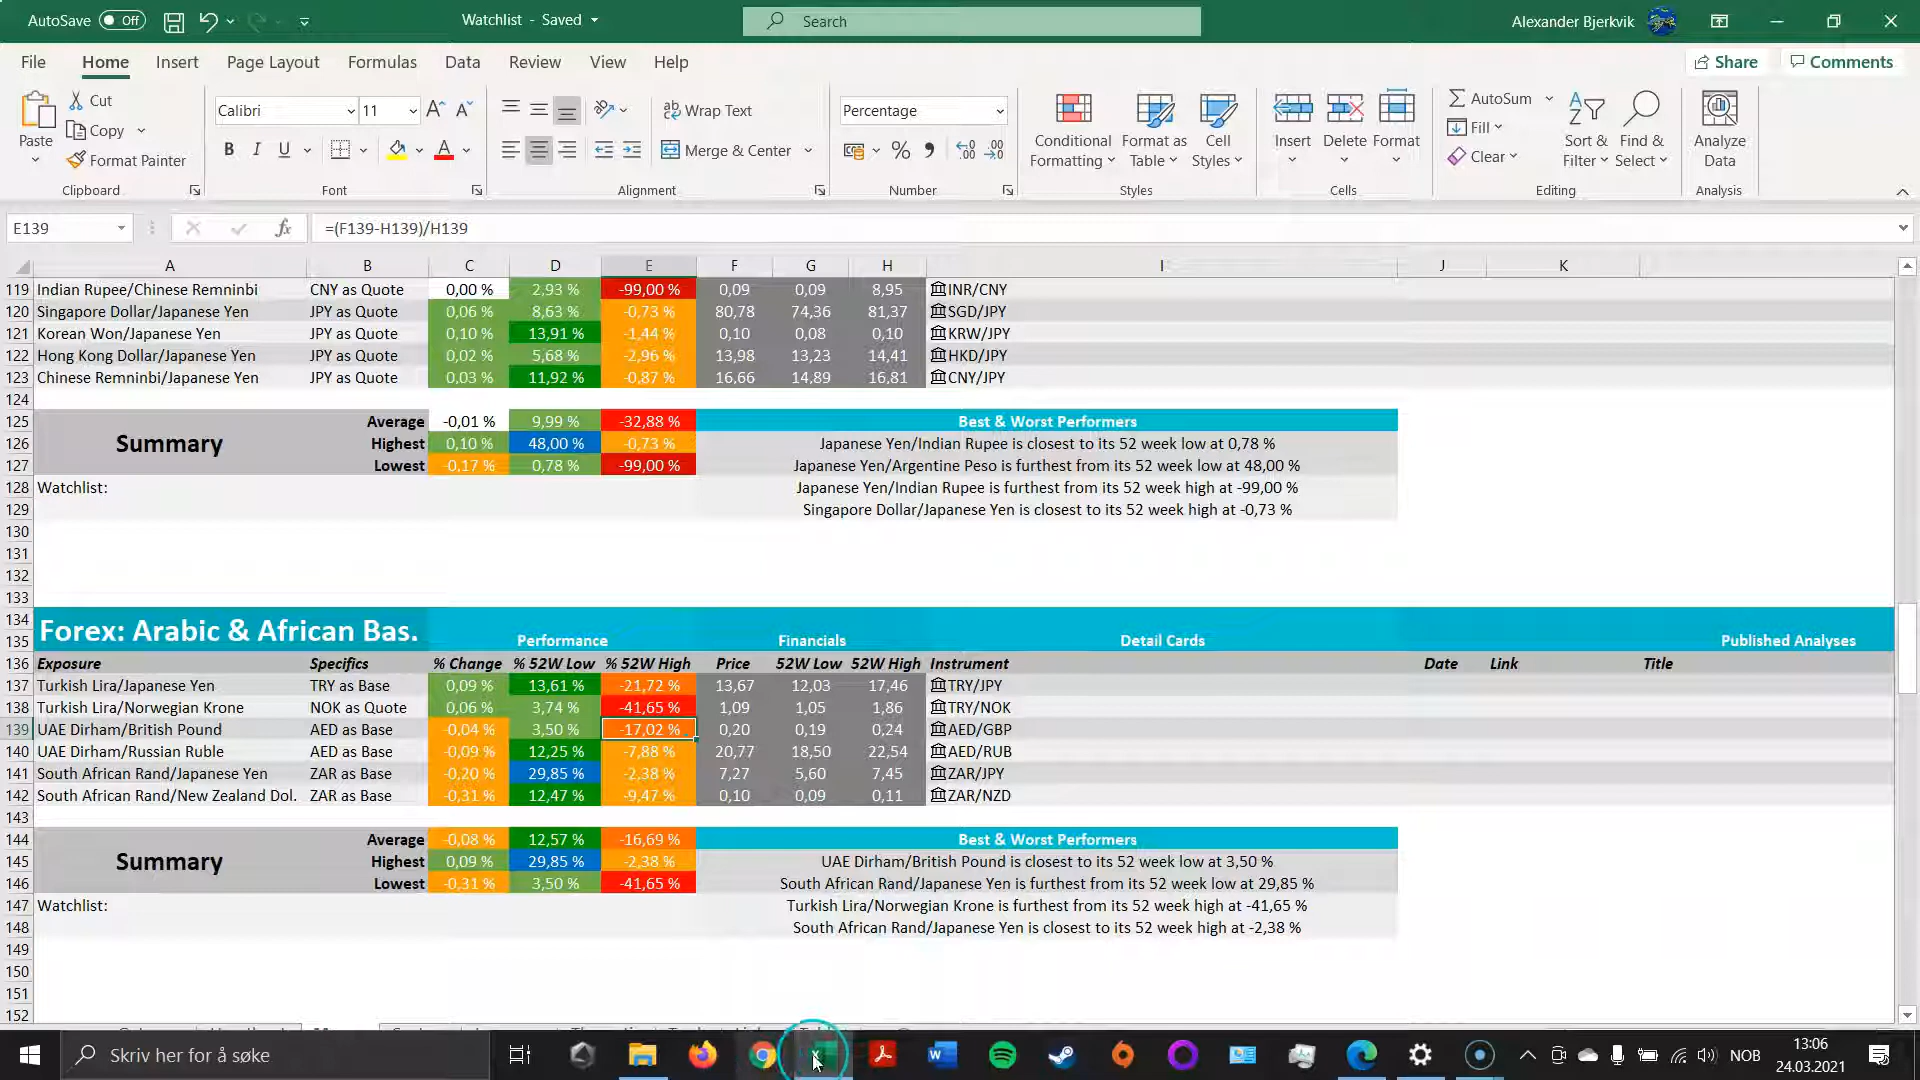 AutoSave Off Watchlist - Saved Search Alexander Bjerkvik
File Home Insert Page Layout Formulas Data Review View Help Share Comments
Paste Cut Copy Format Painter Clipboard
Calibri 11 B I U A Font
Wrap Text Merge & Center Alignment
Percentage % Number
Conditional Formatting Format as Table Cell Styles Styles
Insert Delete Format Cells
AutoSum Fill Clear Sort & Filter Find & Select Editing
Analyze Data Analysis
E139 fx =(F139-H139)/H139
A B C D E F G H I J K
119 Indian Rupee/Chinese Remninbi CNY as Quote 0,00 % 2,93 % -99,00 % 0,09 0,09 8,95 INR/CNY
120 Singapore Dollar/Japanese Yen JPY as Quote 0,06 % 8,63 % -0,73 % 80,78 74,36 81,37 SGD/JPY
121 Korean Won/Japanese Yen JPY as Quote 0,10 % 13,91 % -1,44 % 0,10 0,08 0,10 KRW/JPY
122 Hong Kong Dollar/Japanese Yen JPY as Quote 0,02 % 5,68 % -2,96 % 13,98 13,23 14,41 HKD/JPY
123 Chinese Remninbi/Japanese Yen JPY as Quote 0,03 % 11,92 % -0,87 % 16,66 14,89 16,81 CNY/JPY
124
125 Average -0,01 % 9,99 % -32,88 % Best & Worst Performers
126 Summary Highest 0,10 % 48,00 % -0,73 % Japanese Yen/Indian Rupee is closest to its 52 week low at 0,78 %
127 Lowest -0,17 % 0,78 % -99,00 % Japanese Yen/Argentine Peso is furthest from its 52 week low at 48,00 %
128 Watchlist: Japanese Yen/Indian Rupee is furthest from its 52 week high at -99,00 %
129 Singapore Dollar/Japanese Yen is closest to its 52 week high at -0,73 %
130
131
132
133
134 Forex: Arabic & African Bas.
135 Performance Financials Detail Cards Published Analyses
136 Exposure Specifics % Change % 52W Low % 52W High Price 52W Low 52W High Instrument Date Link Title
137 Turkish Lira/Japanese Yen TRY as Base 0,09 % 13,61 % -21,72 % 13,67 12,03 17,46 TRY/JPY
138 Turkish Lira/Norwegian Krone NOK as Quote 0,06 % 3,74 % -41,65 % 1,09 1,05 1,86 TRY/NOK
139 UAE Dirham/British Pound AED as Base -0,04 % 3,50 % -17,02 % 0,20 0,19 0,24 AED/GBP
140 UAE Dirham/Russian Ruble AED as Base -0,09 % 12,25 % -7,88 % 20,77 18,50 22,54 AED/RUB
141 South African Rand/Japanese Yen ZAR as Base -0,20 % 29,85 % -2,38 % 7,27 5,60 7,45 ZAR/JPY
142 South African Rand/New Zealand Dol. ZAR as Base -0,31 % 12,47 % -9,47 % 0,10 0,09 0,11 ZAR/NZD
143
144 Average -0,08 % 12,57 % -16,69 % Best & Worst Performers
145 Summary Highest 0,09 % 29,85 % -2,38 % UAE Dirham/British Pound is closest to its 52 week low at 3,50 %
146 Lowest -0,31 % 3,50 % -41,65 % South African Rand/Japanese Yen is furthest from its 52 week low at 29,85 %
147 Watchlist: Turkish Lira/Norwegian Krone is furthest from its 52 week high at -41,65 %
148 South African Rand/Japanese Yen is closest to its 52 week high at -2,38 %
149
150
151
152
Skriv her for å søke NOB 13:06
24.03.2021